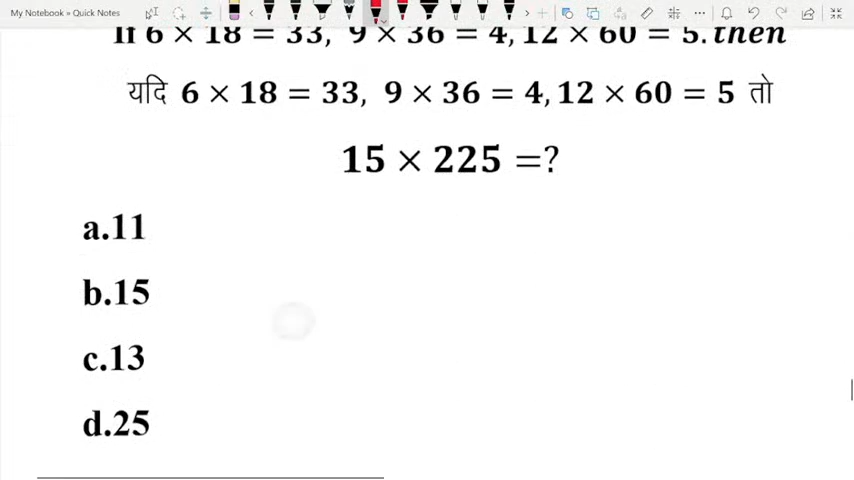 My Notebook » Quick Notes
If 6 × 18 = 33, 9 × 36 = 4, 12 × 60 = 5. then
यदि 6 × 18 = 33, 9 × 36 = 4, 12 × 60 = 5 तो
15 × 225 =?
a.11
b.15
c.13
d.25